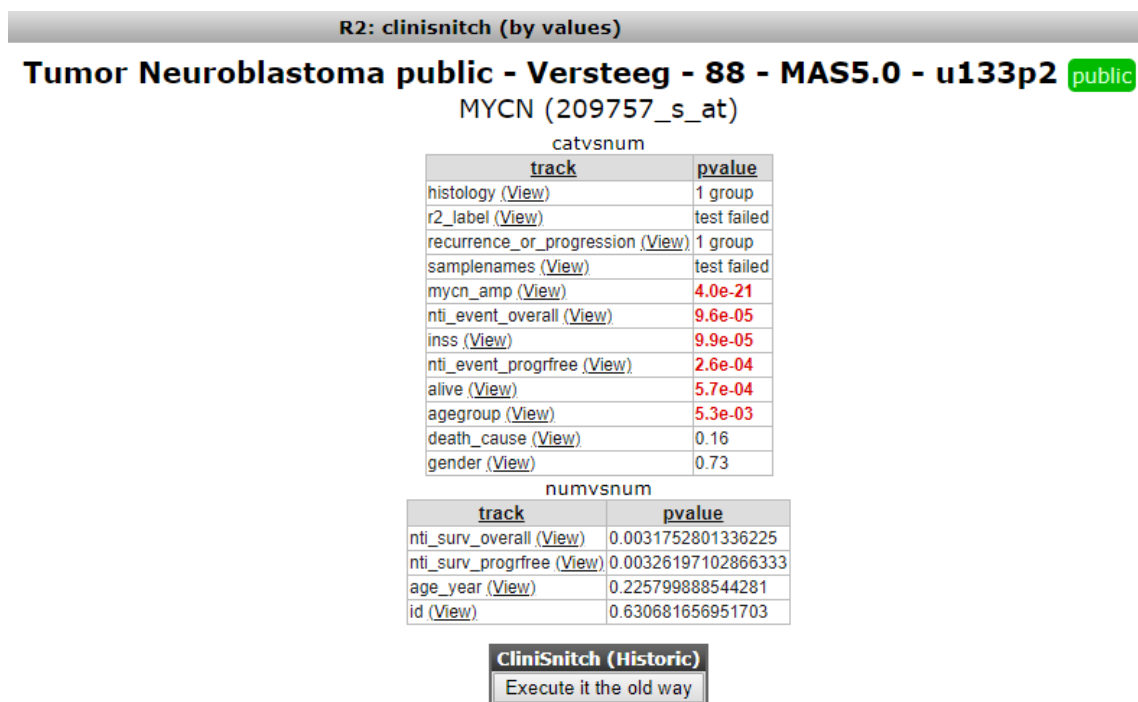 R2: clinisnitch (by values)
Tumor Neuroblastoma public - Versteeg - 88 - MAS5.0 - u133p2 public
MYCN (209757_s_at)
catvsnum
track pvalue
histology (View) 1 group
r2_label (View) test failed
recurrence_or_progression (View) 1 group
samplenames (View) test failed
mycn_amp (View) 4.0e-21
nti_event_overall (View) 9.6e-05
inss (View) 9.9e-05
nti_event_progrfree (View) 2.6e-04
alive (View) 5.7e-04
agegroup (View) 5.3e-03
death_cause (View) 0.16
gender (View) 0.73
numvsnum
track pvalue
nti_surv_overall (View) 0.0031752801336225
nti_surv_progrfree (View) 0.00326197102866333
age_year (View) 0.225799888544281
id (View) 0.630681656951703
CliniSnitch (Historic)
Execute it the old way